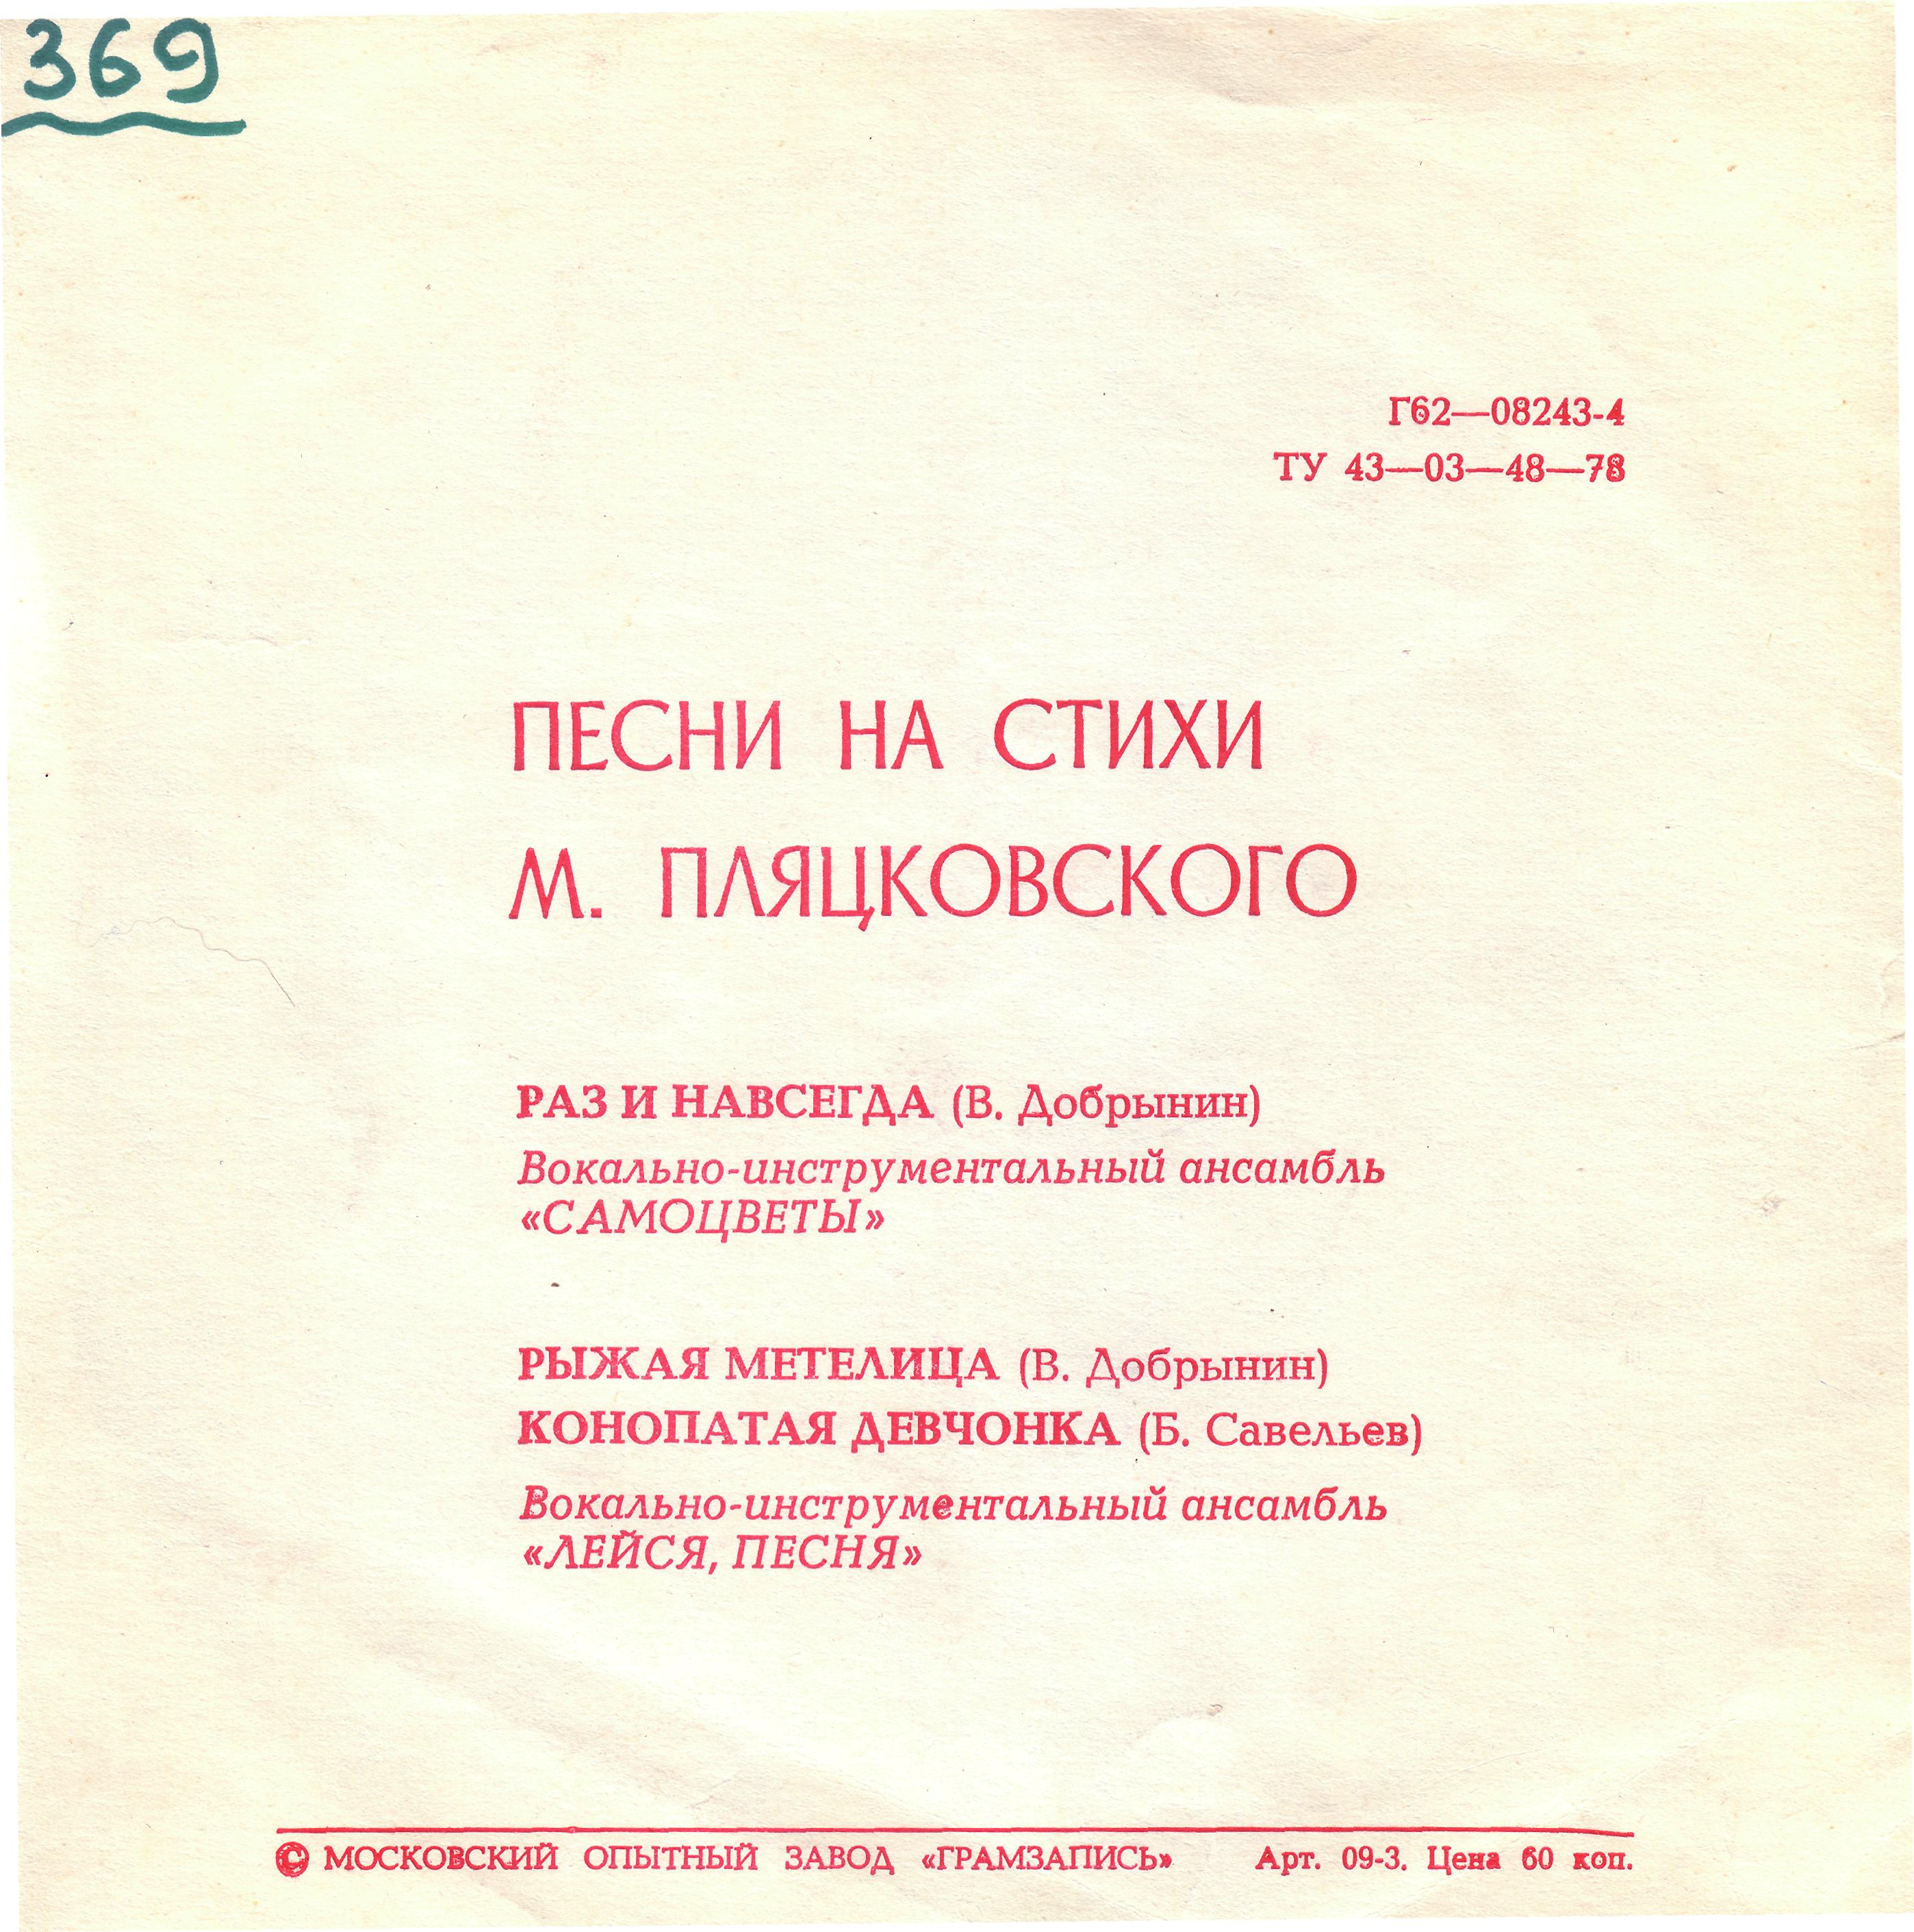 369
Г62—08243-4
ТУ 43—03—48—78
ПЕСНИ НА СТИХИ
М. ПЛЯЦКОВСКОГО
РАЗ И НАВСЕГДА (В. Добрынин)
Вокально-инструментальный ансамбль
«САМОЦВЕТЫ»
РЫЖАЯ МЕТЕЛИЦА (В. Добрынин)
КОНОПАТАЯ ДЕВЧОНКА (Б. Савельев)
Вокально-инструментальный ансамбль
«ЛЕЙСЯ, ПЕСНЯ»
© МОСКОВСКИЙ ОПЫТНЫЙ ЗАВОД «ГРАМЗАПИСЬ» Арт. 09-3. Цена 60 коп.